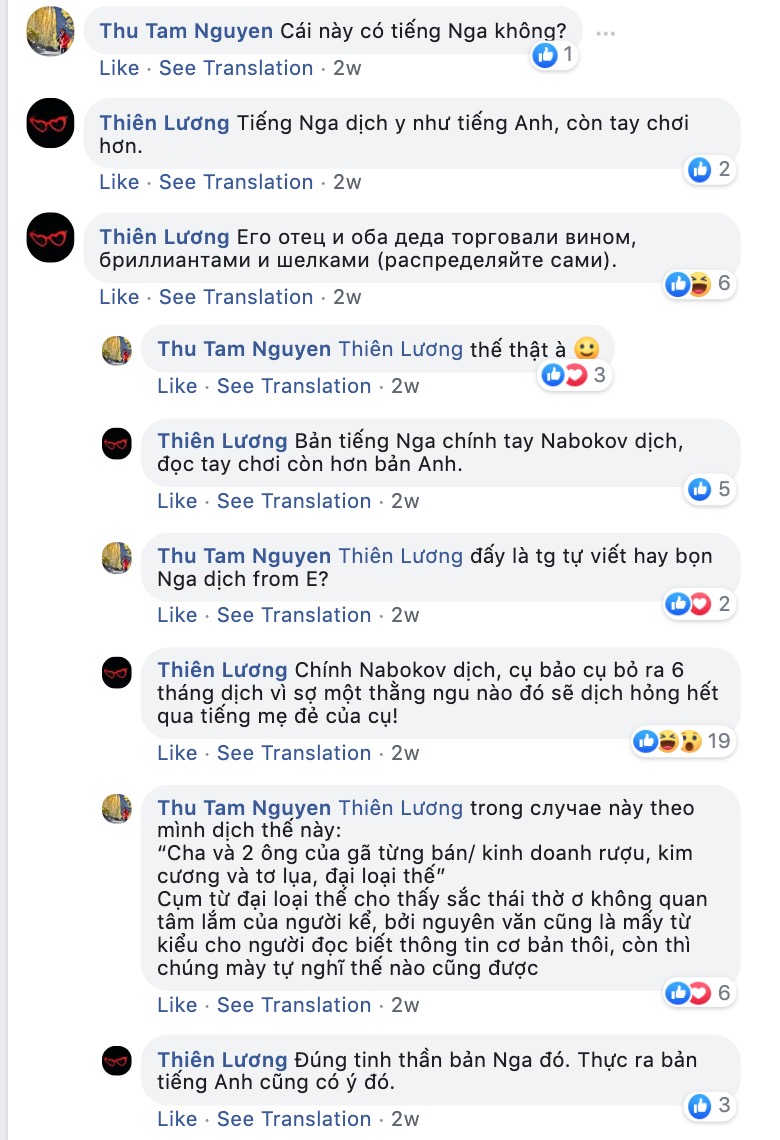 Thu Tam Nguyen Cái này có tiếng Nga không?
1
Like · See Translation · 2w
Thiên Lương Tiếng Nga dịch y như tiếng Anh, còn tay chơi
hơn.
2
Like · See Translation · 2w
Thiên Lương Его отец и оба деда торговали вином,
бриллиантами и шелками (распределяйте сами).
6
Like · See Translation · 2w
Thu Tam Nguyen Thiên Lương thế thật à 🙂
3
Like · See Translation · 2w
Thiên Lương Bản tiếng Nga chính tay Nabokov dịch,
đọc tay chơi còn hơn bản Anh.
5
Like · See Translation · 2w
Thu Tam Nguyen Thiên Lương đấy là tg tự viết hay bọn
Nga dịch from E?
2
Like · See Translation · 2w
Thiên Lương Chính Nabokov dịch, cụ bảo cụ bỏ ra 6
tháng dịch vì sợ một thằng ngu nào đó sẽ dịch hỏng hết
qua tiếng mẹ đẻ của cụ!
19
Like · See Translation · 2w
Thu Tam Nguyen Thiên Lương trong случае này theo
mình dịch thế này:
“Cha và 2 ông của gã từng bán/ kinh doanh rượu, kim
cương và tơ lụa, đại loại thế”
Cụm từ đại loại thế cho thấy sắc thái thờ ơ không quan
tâm lắm của người kể, bởi nguyên văn cũng là mấy từ
kiểu cho người đọc biết thông tin cơ bản thôi, còn thì
chúng mày tự nghĩ thế nào cũng được
6
Like · See Translation · 2w
Thiên Lương Đúng tinh thần bản Nga đó. Thực ra bản
tiếng Anh cũng có ý đó.
3
Like · See Translation · 2w